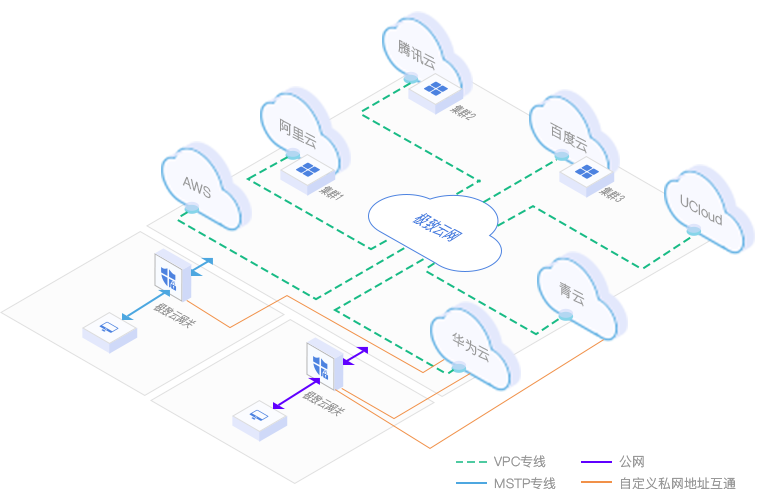 腾讯云
集群2
阿里云
百度云
集群1
集群3
AWS
UCloud
极致云网
青云
极致云网关
华为云
极致云网关
VPC专线
公网
MSTP专线
自定义私网地址互通